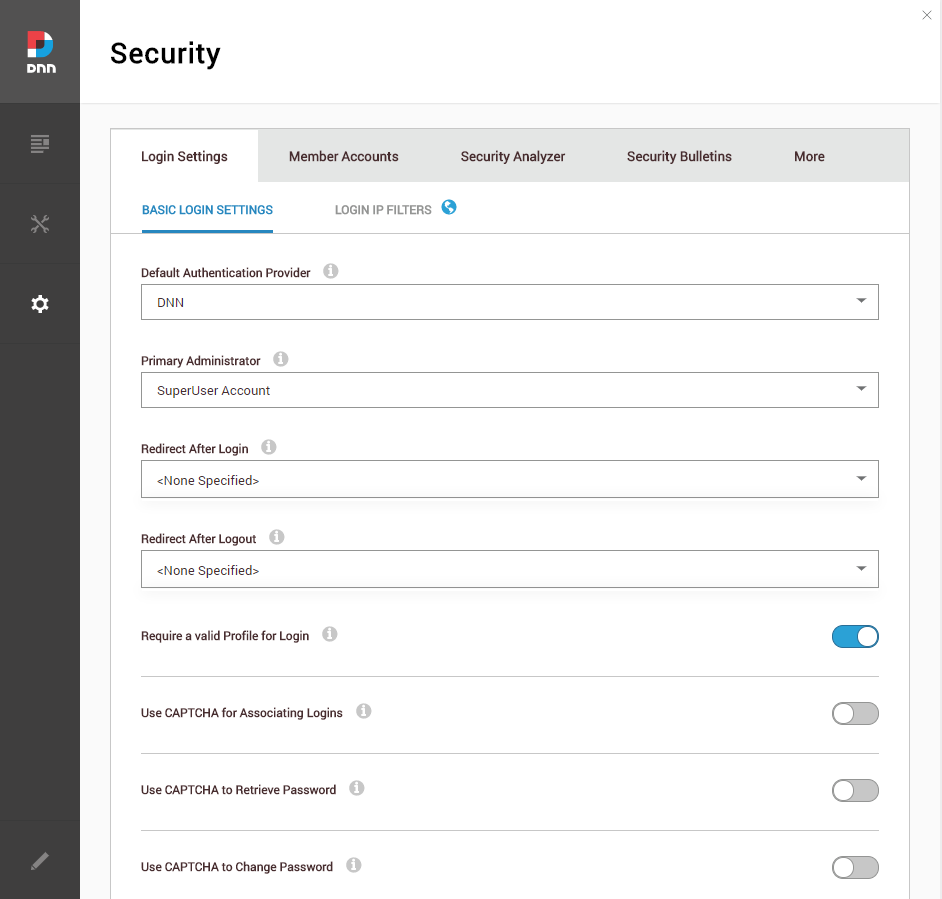 DNN
Security
Login Settings Member Accounts Security Analyzer Security Bulletins More
BASIC LOGIN SETTINGS LOGIN IP FILTERS
Default Authentication Provider
DNN
Primary Administrator
SuperUser Account
Redirect After Login
<None Specified>
Redirect After Logout
<None Specified>
Require a valid Profile for Login
Use CAPTCHA for Associating Logins
Use CAPTCHA to Retrieve Password
Use CAPTCHA to Change Password